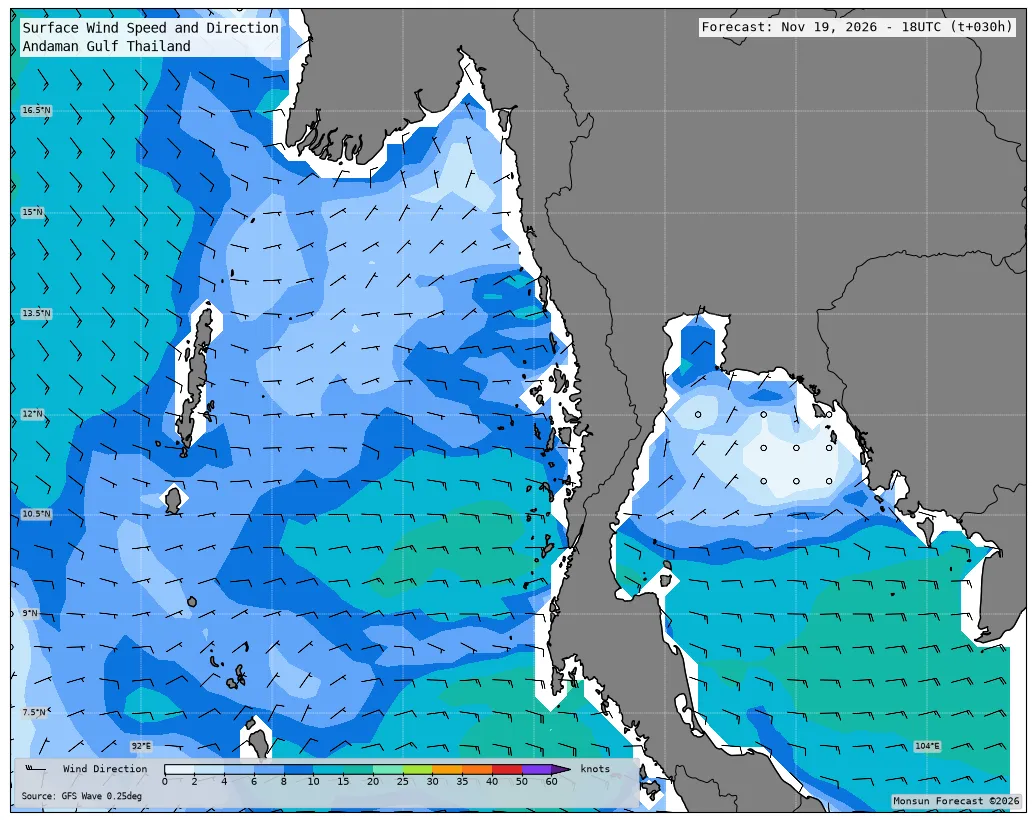 Surface Wind Speed and Direction
Andaman Gulf Thailand
Forecast: Nov 19, 2026 - 18UTC (t+030h)
16.5°N
15°N
13.5°N
12°N
10.5°N
9°N
7.5°N
92°E
104°E
Wind Direction
0 2 4 6 8 10 15 20 25 30 35 40 50 60
knots
Source: GFS Wave 0.25deg
Monsun Forecast ©2026